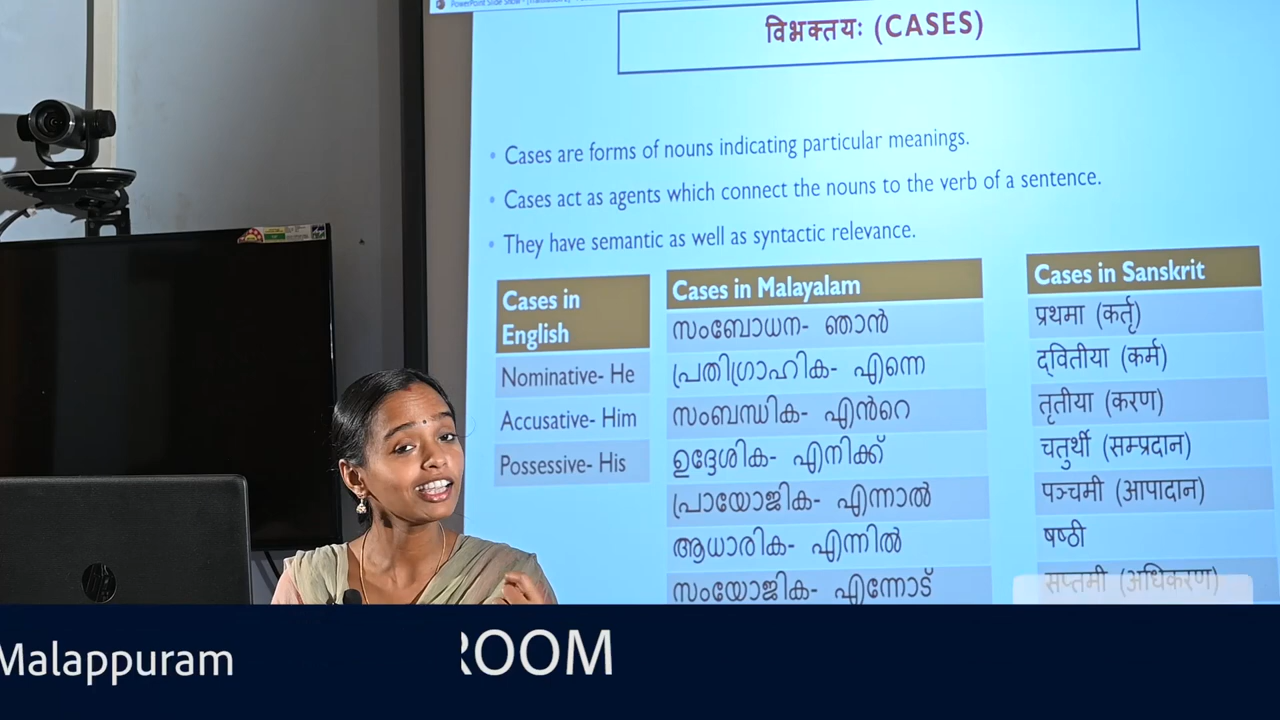 विभक्तयः (CASES)
• Cases are forms of nouns indicating particular meanings.
• Cases act as agents which connect the nouns to the verb of a sentence.
• They have semantic as well as syntactic relevance.
Cases in
English
Nominative- He
Accusative- Him
Possessive- His
Cases in Malayalam
സംബോധന- ഞാൻ
പ്രതിഗ്രാഹിക- എന്നെ
സംബന്ധിക- എൻറെ
ഉദ്ദേശിക- എനിക്ക്
പ്രായോജിക- എന്നാൽ
ആധാരിക- എന്നിൽ
സംയോജിക- എന്നോട്
Cases in Sanskrit
प्रथमा (कर्तृ)
द्वितीया (कर्म)
तृतीया (करण)
चतुर्थी (सम्प्रदान)
पञ्चमी (आपादान)
षष्ठी
सप्तमी (अधिकरण)
hp
Malappuram
ROOM